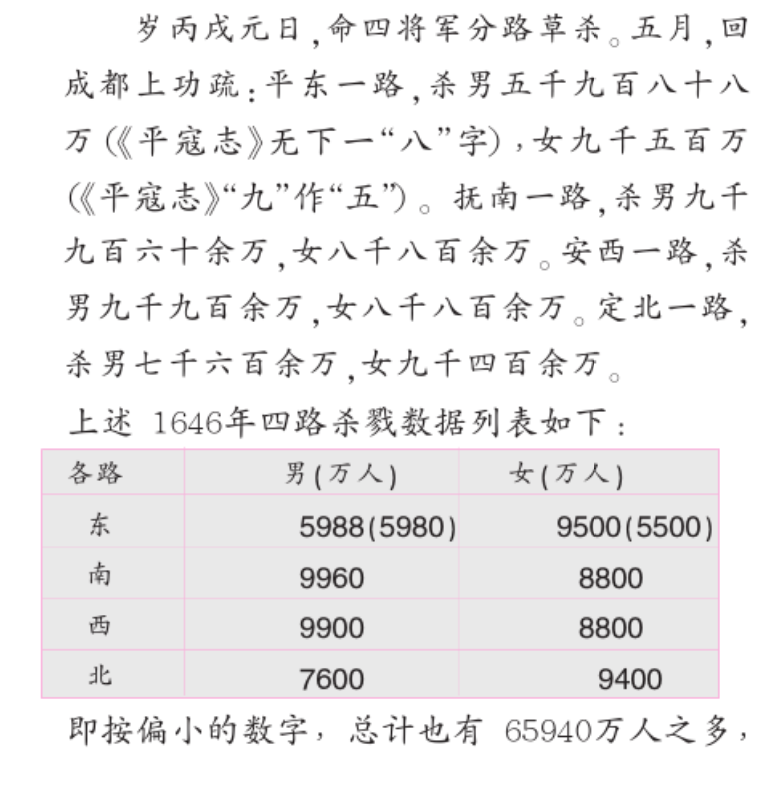 岁丙戌元日,命四将军分路草杀。五月,回
成都上功疏:平东一路,杀男五千九百八十八
万(《平寇志》无下一“八”字),女九千五百万
(《平寇志》“九”作“五”)。抚南一路,杀男九千
九百六十余万,女八千八百余万。安西一路,杀
男九千九百余万,女八千八百余万。定北一路,
杀男七千六百余万,女九千四百余万。
上述 1646年四路杀戮数据列表如下:
各路 男(万人) 女(万人)
东 5988(5980) 9500(5500)
南 9960 8800
西 9900 8800
北 7600 9400
即按偏小的数字，总计也有 65940万人之多，